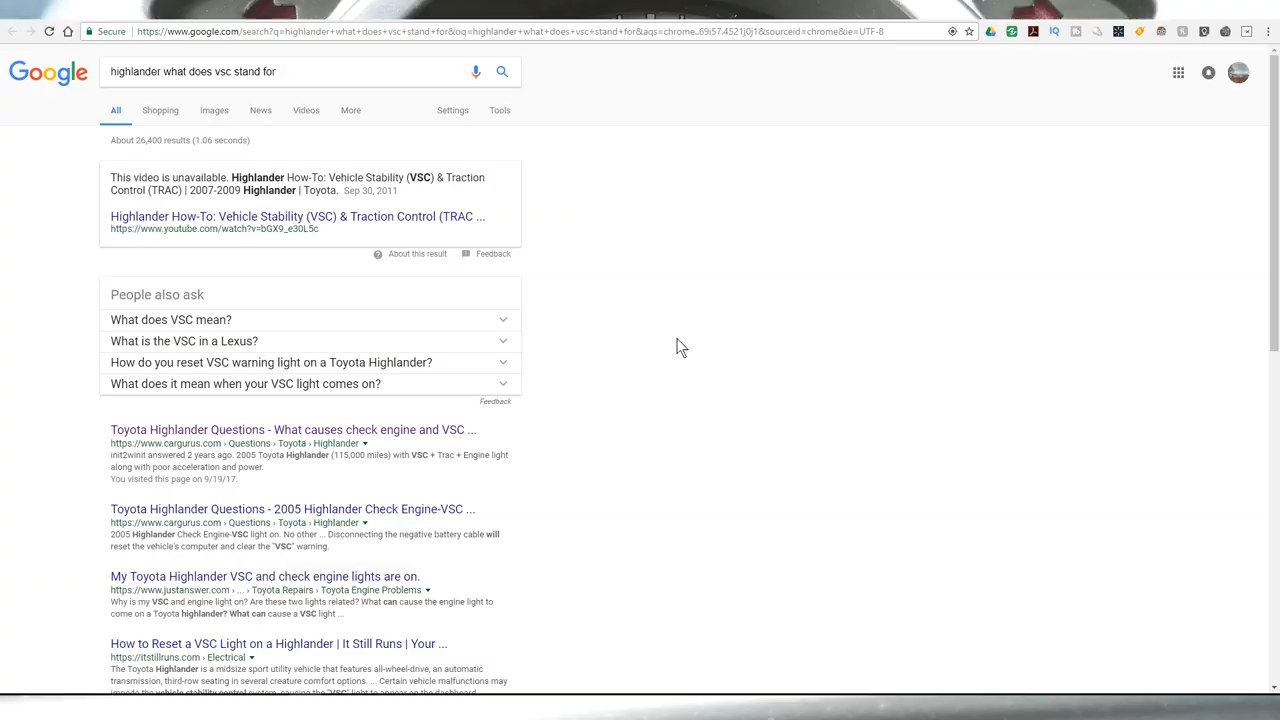 Secure
https://www.google.com/search?q=highlander+what+does+vsc+stand+for&oq=highlander+what+does+vsc+stand+for&aqs=chrome..69i57.4521j0j1&sourceid=chrome&ie=UTF-8
Google
highlander what does vsc stand for
All Shopping Images News Videos More Settings Tools
About 26,400 results (1.06 seconds)
This video is unavailable. Highlander How-To: Vehicle Stability (VSC) & Traction
Control (TRAC) | 2007-2009 Highlander | Toyota. Sep 30, 2011
Highlander How-To: Vehicle Stability (VSC) & Traction Control (TRAC ...
https://www.youtube.com/watch?v=bGX9_e30L5c
About this result Feedback
People also ask
What does VSC mean?
What is the VSC in a Lexus?
How do you reset VSC warning light on a Toyota Highlander?
What does it mean when your VSC light comes on?
Feedback
Toyota Highlander Questions - What causes check engine and VSC ...
https://www.cargurus.com › Questions › Toyota › Highlander
init2winit answered 2 years ago. 2005 Toyota Highlander (115,000 miles) with VSC + Trac + Engine light
along with poor acceleration and power.
You visited this page on 9/19/17.
Toyota Highlander Questions - 2005 Highlander Check Engine-VSC ...
https://www.cargurus.com › Questions › Toyota › Highlander
2005 Highlander Check Engine-VSC light on. No other ... Disconnecting the negative battery cable will
reset the vehicle's computer and clear the "VSC" warning.
My Toyota Highlander VSC and check engine lights are on.
https://www.justanswer.com › ... › Toyota Repairs › Toyota Engine Problems
Why is my VSC and engine light on? Are these two lights related? What can cause the engine light to
come on a Toyota highlander? What can cause a VSC light ...
How to Reset a VSC Light on a Highlander | It Still Runs | Your ...
https://itstillruns.com › Electrical
The Toyota Highlander is a midsize sport utility vehicle that features all-wheel-drive, an automatic
transmission, third-row seating in several creature comfort options. ... Certain vehicle malfunctions may
impede the vehicle stability control system, causing the "VSC" light to appear on the dashboard